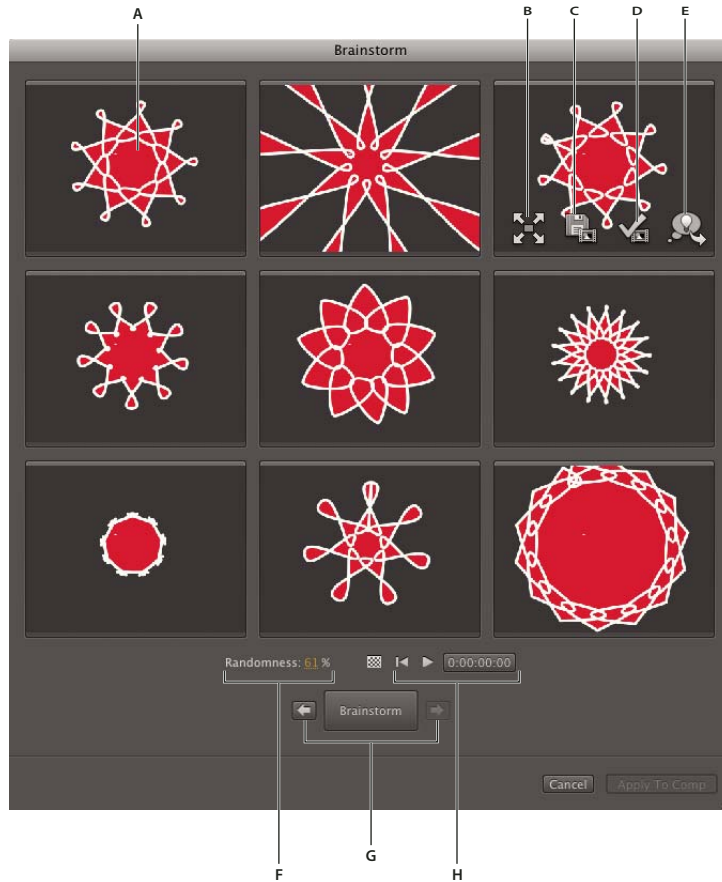 A B C D E
Brainstorm
Randomness: 61 % 0:00:00:00
Brainstorm
Cancel Apply To Comp
F G H